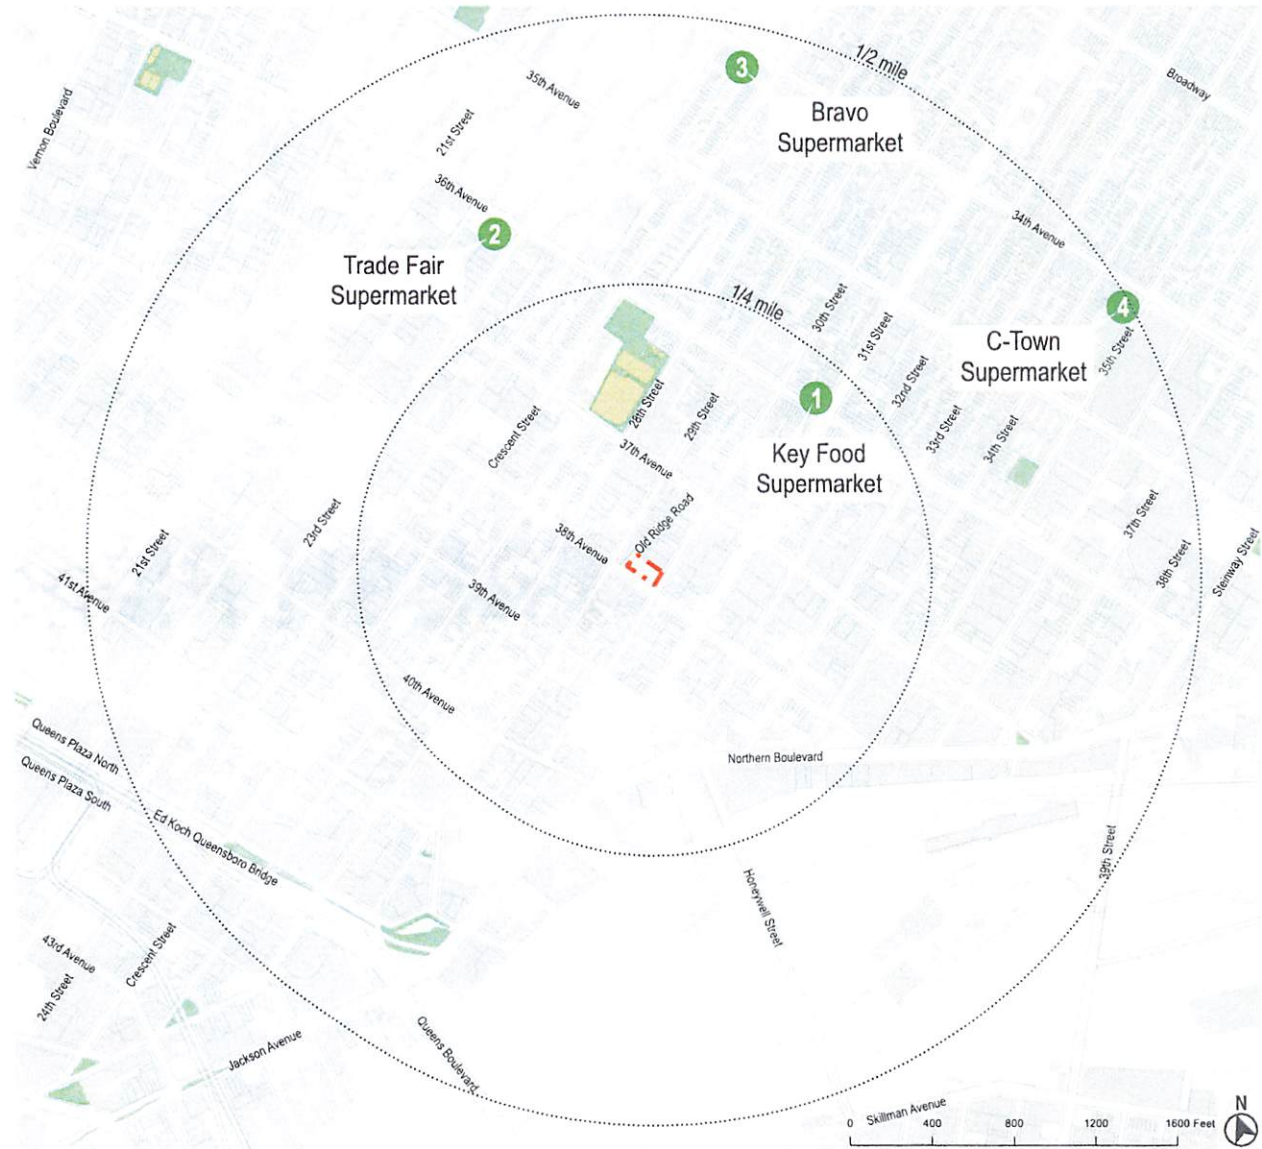 35th Avenue
3
1/2 mile
Broadway
Bravo
Supermarket
Vernon Boulevard
21st Street
36th Avenue
2
34th Avenue
Trade Fair
Supermarket
1/4 mile
30th Street
31st Street
4
C-Town
Supermarket
35th Street
32nd Street
1
28th Street
29th Street
Crescent Street
33rd Street
34th Street
37th Avenue
Key Food
Supermarket
Old Ridge Road
38th Avenue
23rd Street
21st Street
37th Street
38th Street
Steinway Street
41st Avenue
39th Avenue
40th Avenue
Queens Plaza North
Queens Plaza South
Northern Boulevard
Ed Koch Queensboro Bridge
39th Street
Honeywell Street
43rd Avenue
Crescent Street
24th Street
Jackson Avenue
Queens Boulevard
Skillman Avenue
N
0 400 800 1200 1600 Feet